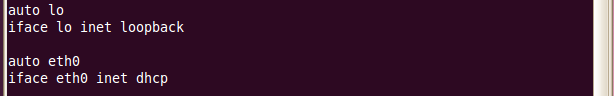 auto lo
iface lo inet loopback

auto eth0
iface eth0 inet dhcp